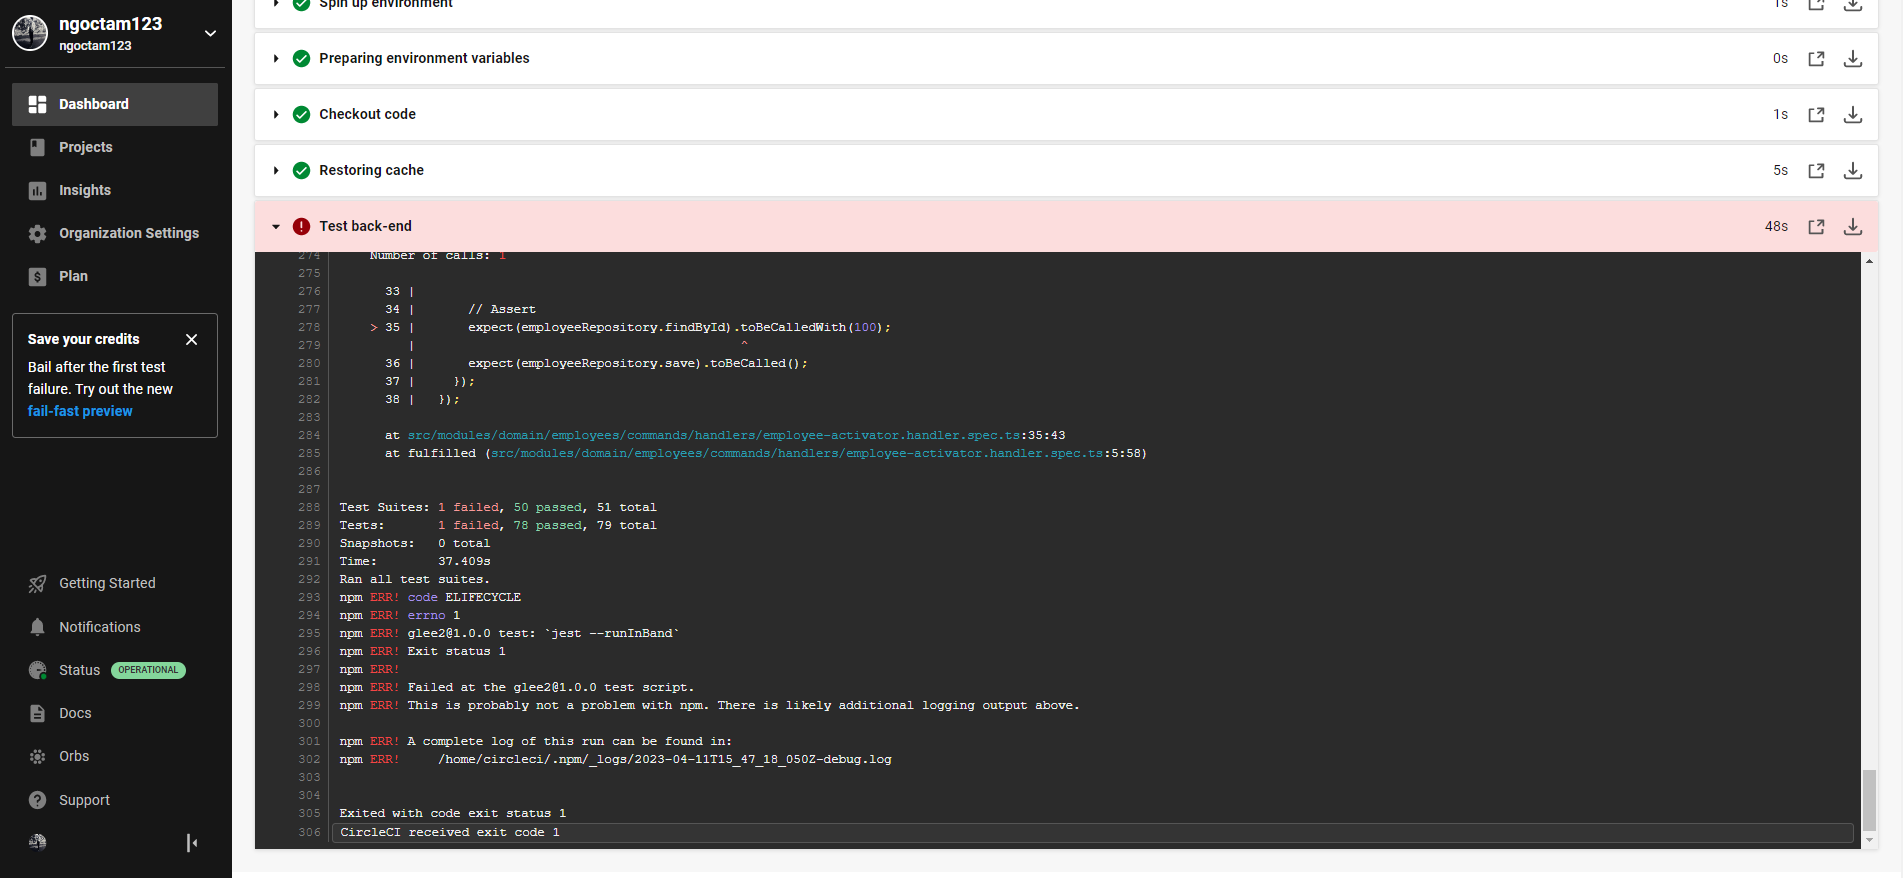 ngoctam123
ngoctam123
Dashboard
Projects
Insights
Organization Settings
Plan
Save your credits
Bail after the first test
failure. Try out the new
fail-fast preview
Getting Started
Notifications
Status OPERATIONAL
Docs
Orbs
Support
Spin up environment 1s
Preparing environment variables 0s
Checkout code 1s
Restoring cache 5s
Test back-end 48s
274 Number of calls: 1
275
276 33 |
277 34 | // Assert
278 > 35 | expect(employeeRepository.findById).toBeCalledWith(100);
279 | ^
280 36 | expect(employeeRepository.save).toBeCalled();
281 37 | });
282 38 | });
283
284 at src/modules/domain/employees/commands/handlers/employee-activator.handler.spec.ts:35:43
285 at fulfilled (src/modules/domain/employees/commands/handlers/employee-activator.handler.spec.ts:5:58)
286
287
288 Test Suites: 1 failed, 50 passed, 51 total
289 Tests: 1 failed, 78 passed, 79 total
290 Snapshots: 0 total
291 Time: 37.409s
292 Ran all test suites.
293 npm ERR! code ELIFECYCLE
294 npm ERR! errno 1
295 npm ERR! glee2@1.0.0 test: `jest --runInBand`
296 npm ERR! Exit status 1
297 npm ERR!
298 npm ERR! Failed at the glee2@1.0.0 test script.
299 npm ERR! This is probably not a problem with npm. There is likely additional logging output above.
300
301 npm ERR! A complete log of this run can be found in:
302 npm ERR! /home/circleci/.npm/_logs/2023-04-11T15_47_18_050Z-debug.log
303
304
305 Exited with code exit status 1
306 CircleCI received exit code 1